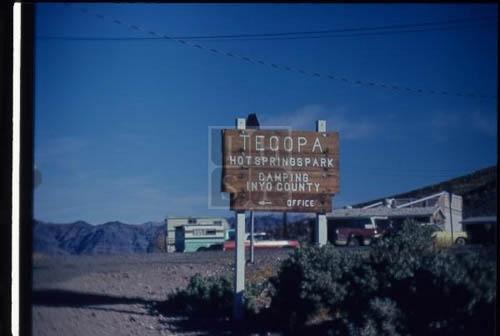 TECOPA
HOT SPRINGS PARK
CAMPING
INYO COUNTY
← OFFICE